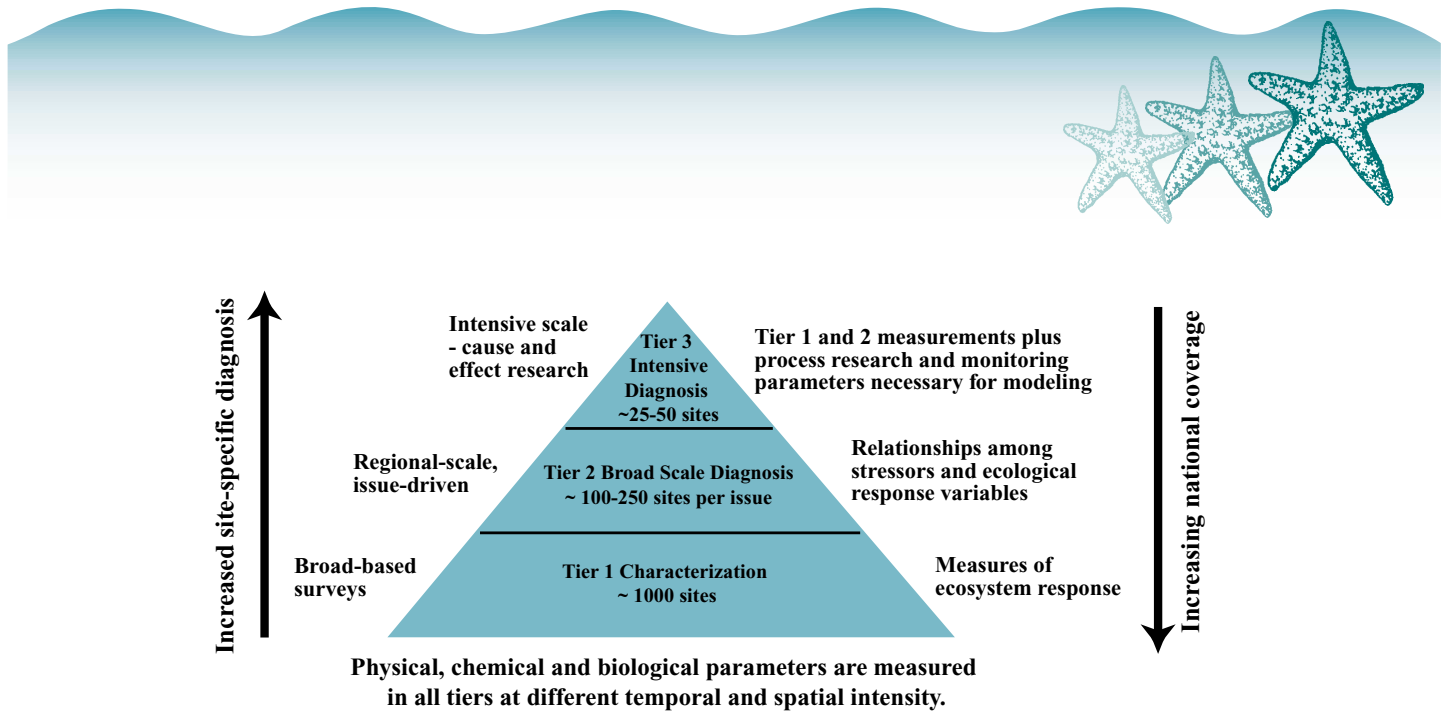 Increased site-specific diagnosis
Intensive scale
- cause and
effect research
Tier 3
Intensive
Diagnosis
~25-50 sites
Tier 1 and 2 measurements plus
process research and monitoring
parameters necessary for modeling
Regional-scale,
issue-driven
Tier 2 Broad Scale Diagnosis
~ 100-250 sites per issue
Relationships among
stressors and ecological
response variables
Broad-based
surveys
Tier 1 Characterization
~ 1000 sites
Measures of
ecosystem response
Increasing national coverage
Physical, chemical and biological parameters are measured
in all tiers at different temporal and spatial intensity.